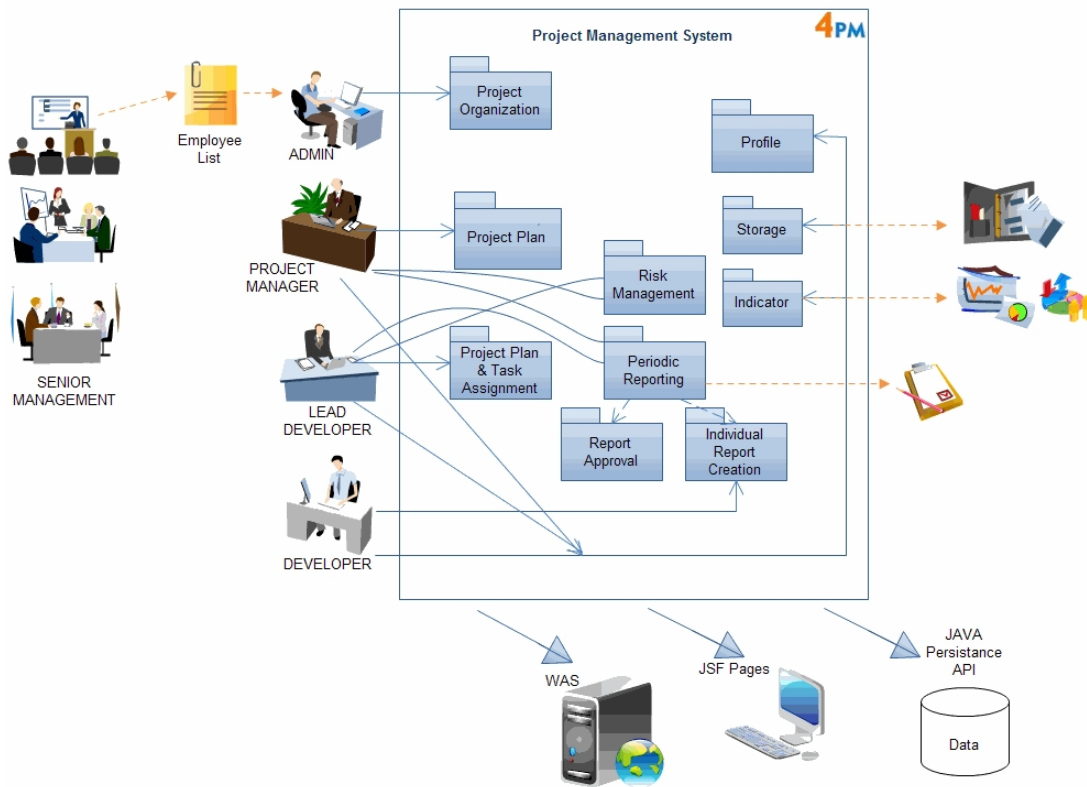 4PM
Project Management System
Project
Organization
Employee
List
ADMIN
Profile
Project Plan
Storage
PROJECT
MANAGER
Risk
Management
Indicator
Project Plan
& Task
Assignment
Periodic
Reporting
SENIOR
MANAGEMENT
LEAD
DEVELOPER
Report
Approval
Individual
Report
Creation
DEVELOPER
WAS
JSF Pages
JAVA
Persistance
API
Data